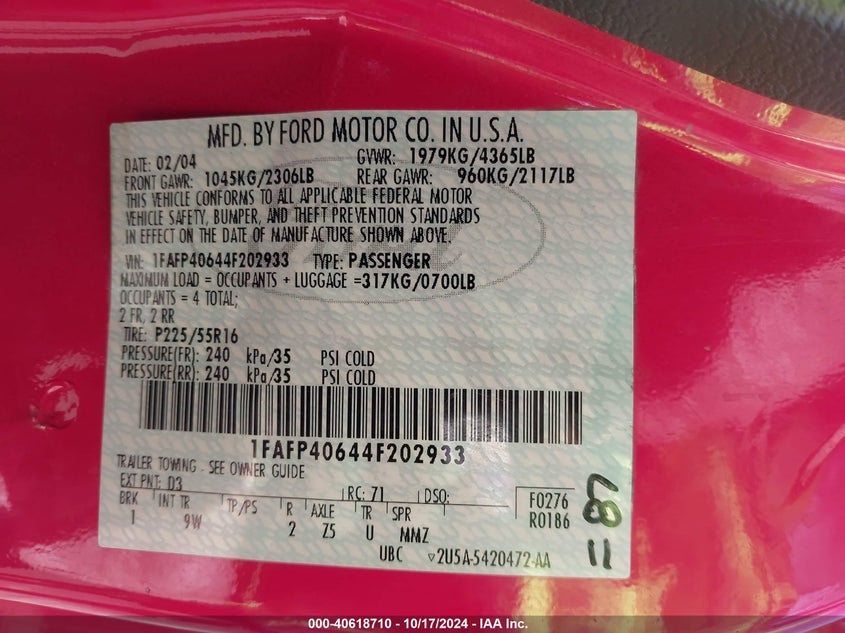 MFD. BY FORD MOTOR CO. IN U.S.A.
DATE: 02/04 GVWR: 1979KG/4365LB
FRONT GAWR: 1045KG/2306LB REAR GAWR: 960KG/2117LB
THIS VEHICLE CONFORMS TO ALL APPLICABLE FEDERAL MOTOR
VEHICLE SAFETY, BUMPER, AND THEFT PREVENTION STANDARDS
IN EFFECT ON THE DATE OF MANUFACTURE SHOWN ABOVE.
VIN: 1FAFP40644F202933 TYPE: PASSENGER
MAXIMUM LOAD = OCCUPANTS + LUGGAGE =317KG/0700LB
OCCUPANTS = 4 TOTAL;
2 FR, 2 RR
TIRE: P225/55R16
PRESSURE(FR): 240 kPa/35 PSI COLD
PRESSURE(RR): 240 kPa/35 PSI COLD
1FAFP40644F202933
TRAILER TOWING - SEE OWNER GUIDE
EXT PNT: D3 RC: 71 DSO: F0276
BRK INT TR TP/PS R AXLE TR SPR R0186
1 9W 2 Z5 U MMZ
UBC ▿2U5A-5420472-AA
1187
000-40618710 - 10/17/2024 - IAA Inc.